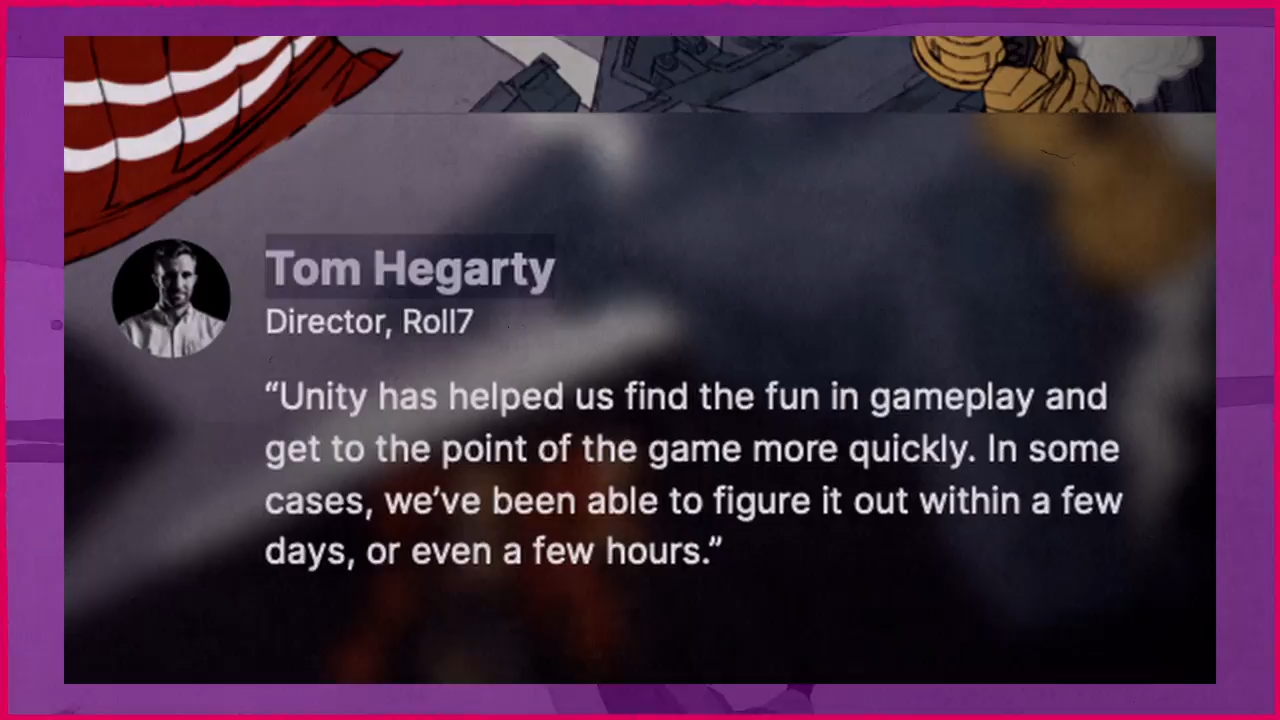 Tom Hegarty
Director, Roll7
“Unity has helped us find the fun in gameplay and
get to the point of the game more quickly. In some
cases, we’ve been able to figure it out within a few
days, or even a few hours.”